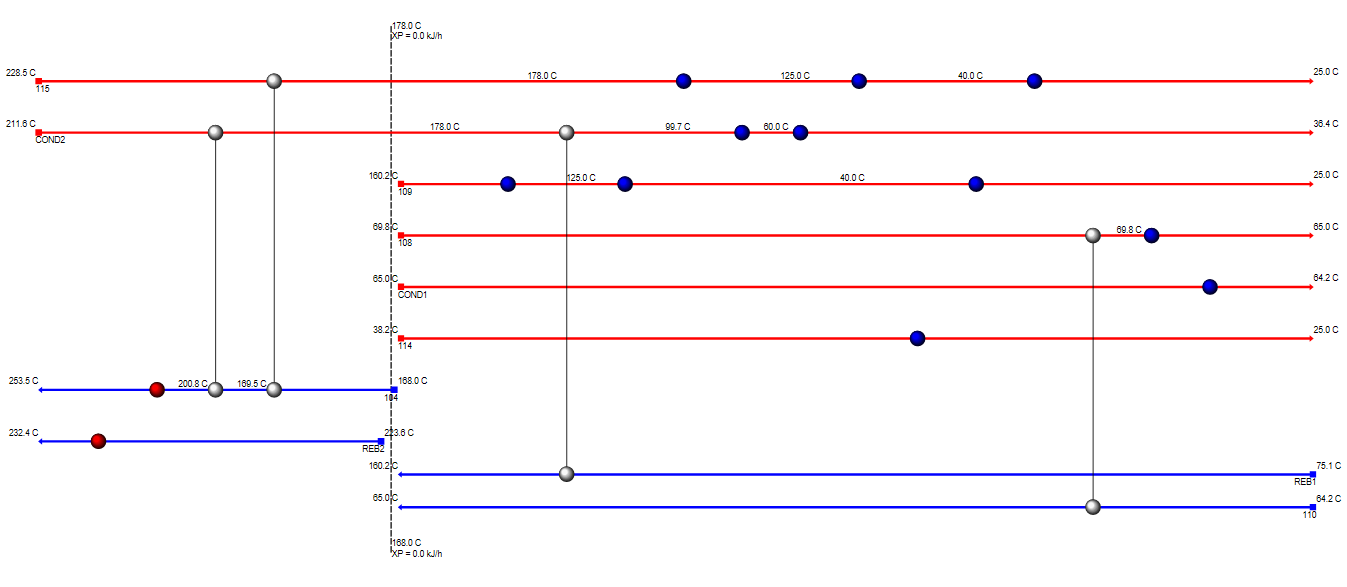 178.0 C
XP = 0.0 kJ/h
228.5 C
178.0 C
125.0 C
40.0 C
25.0 C
115
211.6 C
178.0 C
99.7 C
60.0 C
36.4 C
COND2
160.2 C
125.0 C
40.0 C
25.0 C
109
69.8 C
69.8 C
65.0 C
108
65.0 C
64.2 C
COND1
38.2 C
25.0 C
114
253.5 C
200.8 C
169.5 C
168.0 C
104
232.4 C
223.6 C
REB2
160.2 C
75.1 C
REB1
65.0 C
64.2 C
110
168.0 C
XP = 0.0 kJ/h